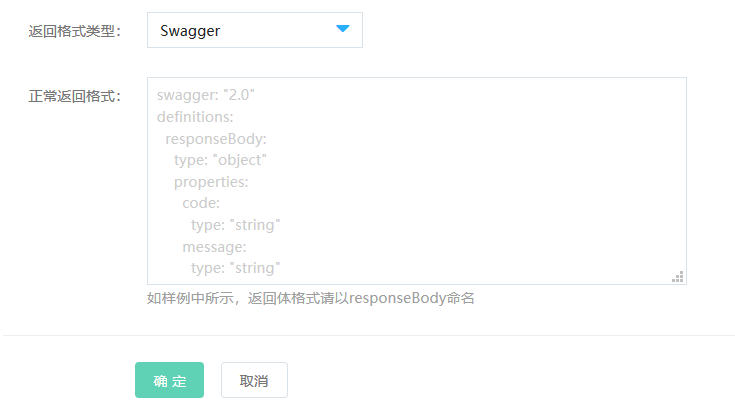 返回格式类型： Swagger
正常返回格式： swagger: "2.0"
definitions:
responseBody:
type: "object"
properties:
code:
type: "string"
message:
type: "string"
如样例中所示，返回体格式请以responseBody命名
确 定 取消